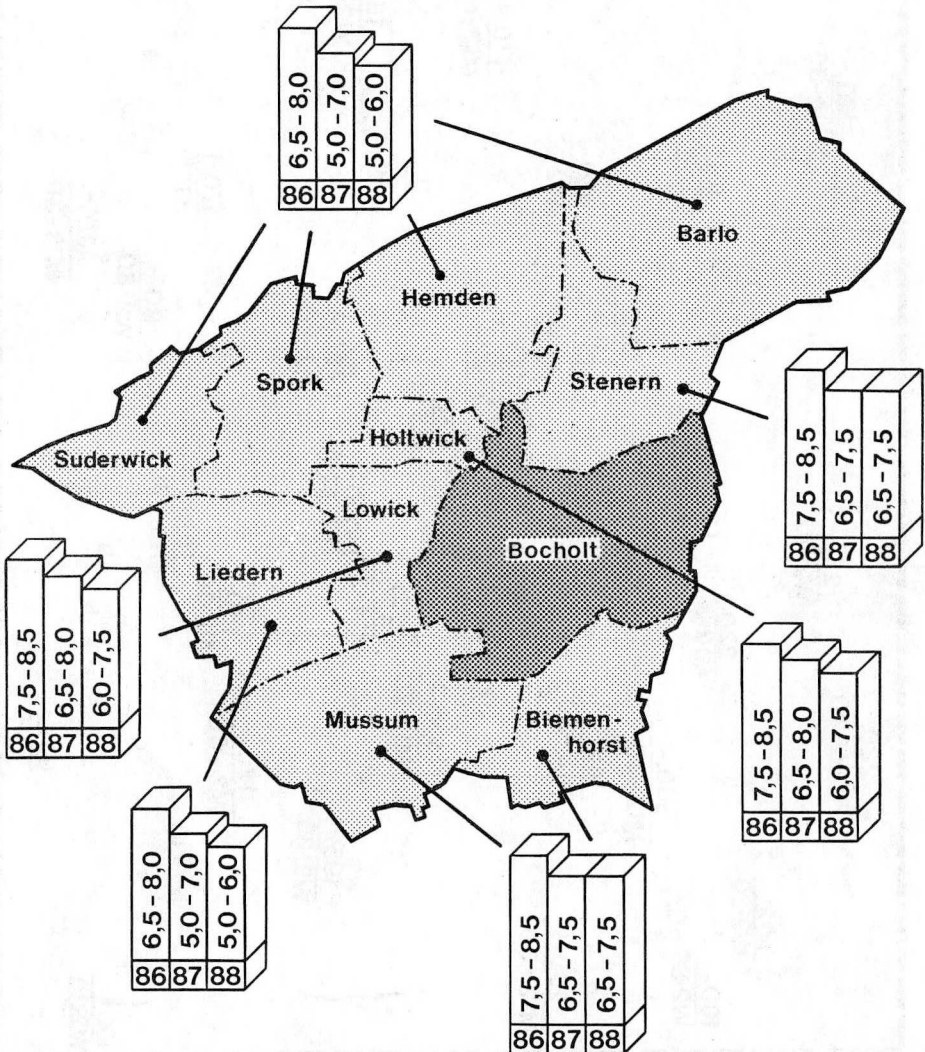 6,5 - 8,0
5,0 - 7,0
5,0 - 6,0
86 87 88
Barlo
Hemden
Spork
Stenern
Holtwick
Suderwick
Lowick
Bocholt
Liedern
Mussum
Biemen-
horst
7,5 - 8,5
6,5 - 7,5
6,5 - 7,5
86 87 88
7,5 - 8,5
6,5 - 8,0
6,0 - 7,5
86 87 88
7,5 - 8,5
6,5 - 8,0
6,0 - 7,5
86 87 88
6,5 - 8,0
5,0 - 7,0
5,0 - 6,0
86 87 88
7,5 - 8,5
6,5 - 7,5
6,5 - 7,5
86 87 88